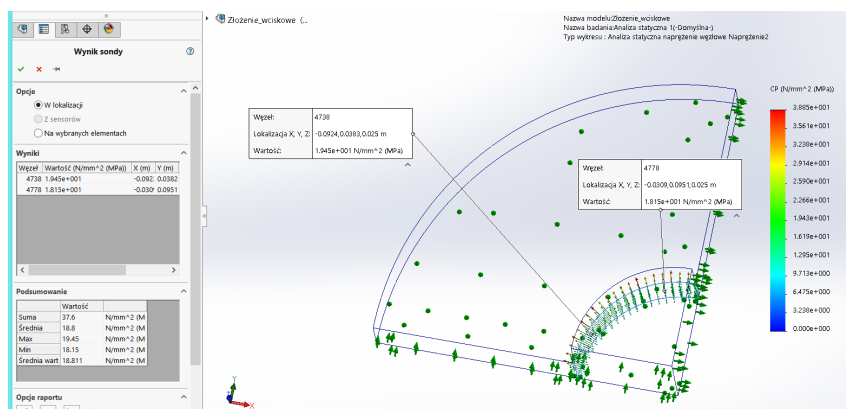 Złożenie_wciskowe (...
Nazwa modelu:Złożenie_wciskowe
Nazwa badania:Analiza statyczna 1(-Domyślna-)
Typ wykresu : Analiza statyczna naprężenie węzłowe Naprężenie2
Wynik sondy
Opcje
W lokalizacji
Z sensorów
Na wybranych elementach
Wyniki
Węzeł Wartość (N/mm^2 (MPa)) X (m) Y (m)
4738 1.945e+001 -0.092 0.0382
4778 1.815e+001 -0.030 0.0951
Podsumowanie
Wartość
Suma 37.6 N/mm^2 (M
Średnia 18.8 N/mm^2 (M
Max 19.45 N/mm^2 (M
Min 18.15 N/mm^2 (M
Średnia wart 18.811 N/mm^2 (M
Opcje raportu
Węzeł: 4738
Lokalizacja X, Y, Z: -0.0924,0.0383,0.025 m
Wartość: 1.945e+001 N/mm^2 (MPa)
Węzeł: 4778
Lokalizacja X, Y, Z: -0.0309,0.0951,0.025 m
Wartość: 1.815e+001 N/mm^2 (MPa)
CP (N/mm^2 (MPa))
3.885e+001
3.561e+001
3.238e+001
2.914e+001
2.590e+001
2.266e+001
1.943e+001
1.619e+001
1.295e+001
9.713e+000
6.475e+000
3.238e+000
0.000e+000
Y
X